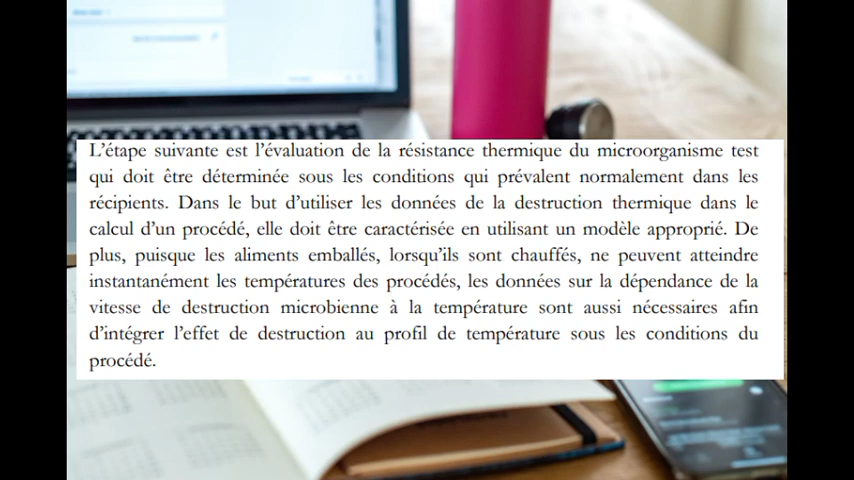 L'étape suivante est l'évaluation de la résistance thermique du microorganisme test
qui doit être déterminée sous les conditions qui prévalent normalement dans les
récipients. Dans le but d'utiliser les données de la destruction thermique dans le
calcul d'un procédé, elle doit être caractérisée en utilisant un modèle approprié. De
plus, puisque les aliments emballés, lorsqu'ils sont chauffés, ne peuvent atteindre
instantanément les températures des procédés, les données sur la dépendance de la
vitesse de destruction microbienne à la température sont aussi nécessaires afin
d'intégrer l'effet de destruction au profil de température sous les conditions du
procédé.